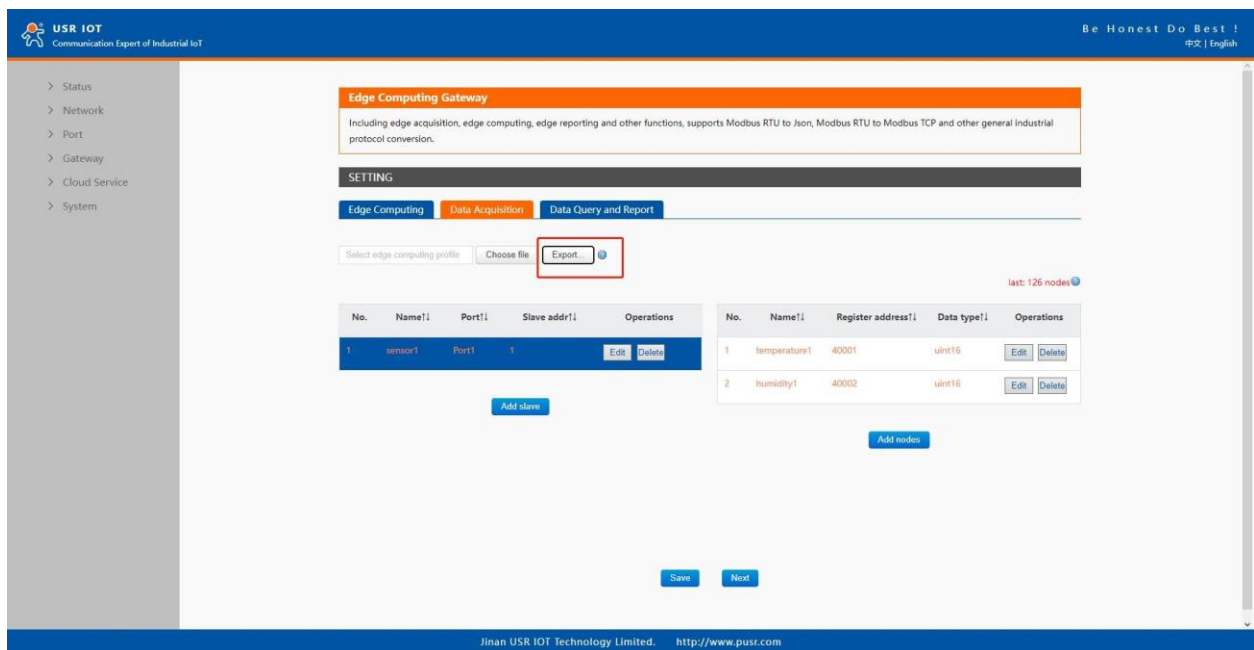 USR IOT
Communication Expert of Industrial IoT
Be Honest Do Best !
中文 | English
> Status
> Network
> Port
> Gateway
> Cloud Service
> System
Edge Computing Gateway
Including edge acquisition, edge computing, edge reporting and other functions, supports Modbus RTU to Json, Modbus RTU to Modbus TCP and other general industrial
protocol conversion.
SETTING
Edge Computing Data Acquisition Data Query and Report
Select edge computing profile Choose file Export...
last: 126 nodes
No. Name↑↓ Port↑↓ Slave addr↑↓ Operations
1 sensor1 Port1 1 Edit Delete
Add slave
No. Name↑↓ Register address↑↓ Data type↑↓ Operations
1 temperature1 40001 uint16 Edit Delete
2 humidity1 40002 uint16 Edit Delete
Add nodes
Save Next
Jinan USR IOT Technology Limited. http://www.pusr.com